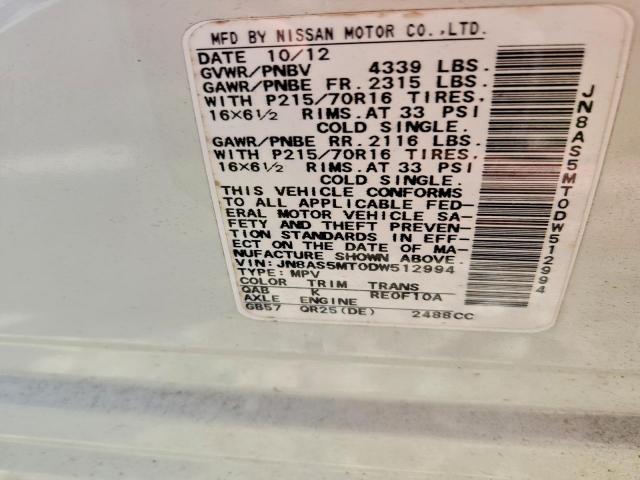 MFD BY NISSAN MOTOR CO.,LTD.
DATE 10/12
GVWR/PNBV 4339 LBS.
GAWR/PNBE FR. 2315 LBS.
WITH P215/70R16 TIRES.
16×6½ RIMS. AT 33 PSI
COLD SINGLE.
GAWR/PNBE RR. 2116 LBS.
WITH P215/70R16 TIRES.
16×6½ RIMS. AT 33 PSI
COLD SINGLE.
THIS VEHICLE CONFORMS
TO ALL APPLICABLE FED-
ERAL MOTOR VEHICLE SA-
FETY AND THEFT PREVEN-
TION STANDARDS IN EFF-
ECT ON THE DATE OF MA-
NUFACTURE SHOWN ABOVE.
VIN: JN8AS5MT0DW512994
TYPE: MPV
COLOR TRIM TRANS
QAB K RE0F10A
AXLE ENGINE
GB57 QR25(DE) 2488CC
JN8AS5MT0DW512994